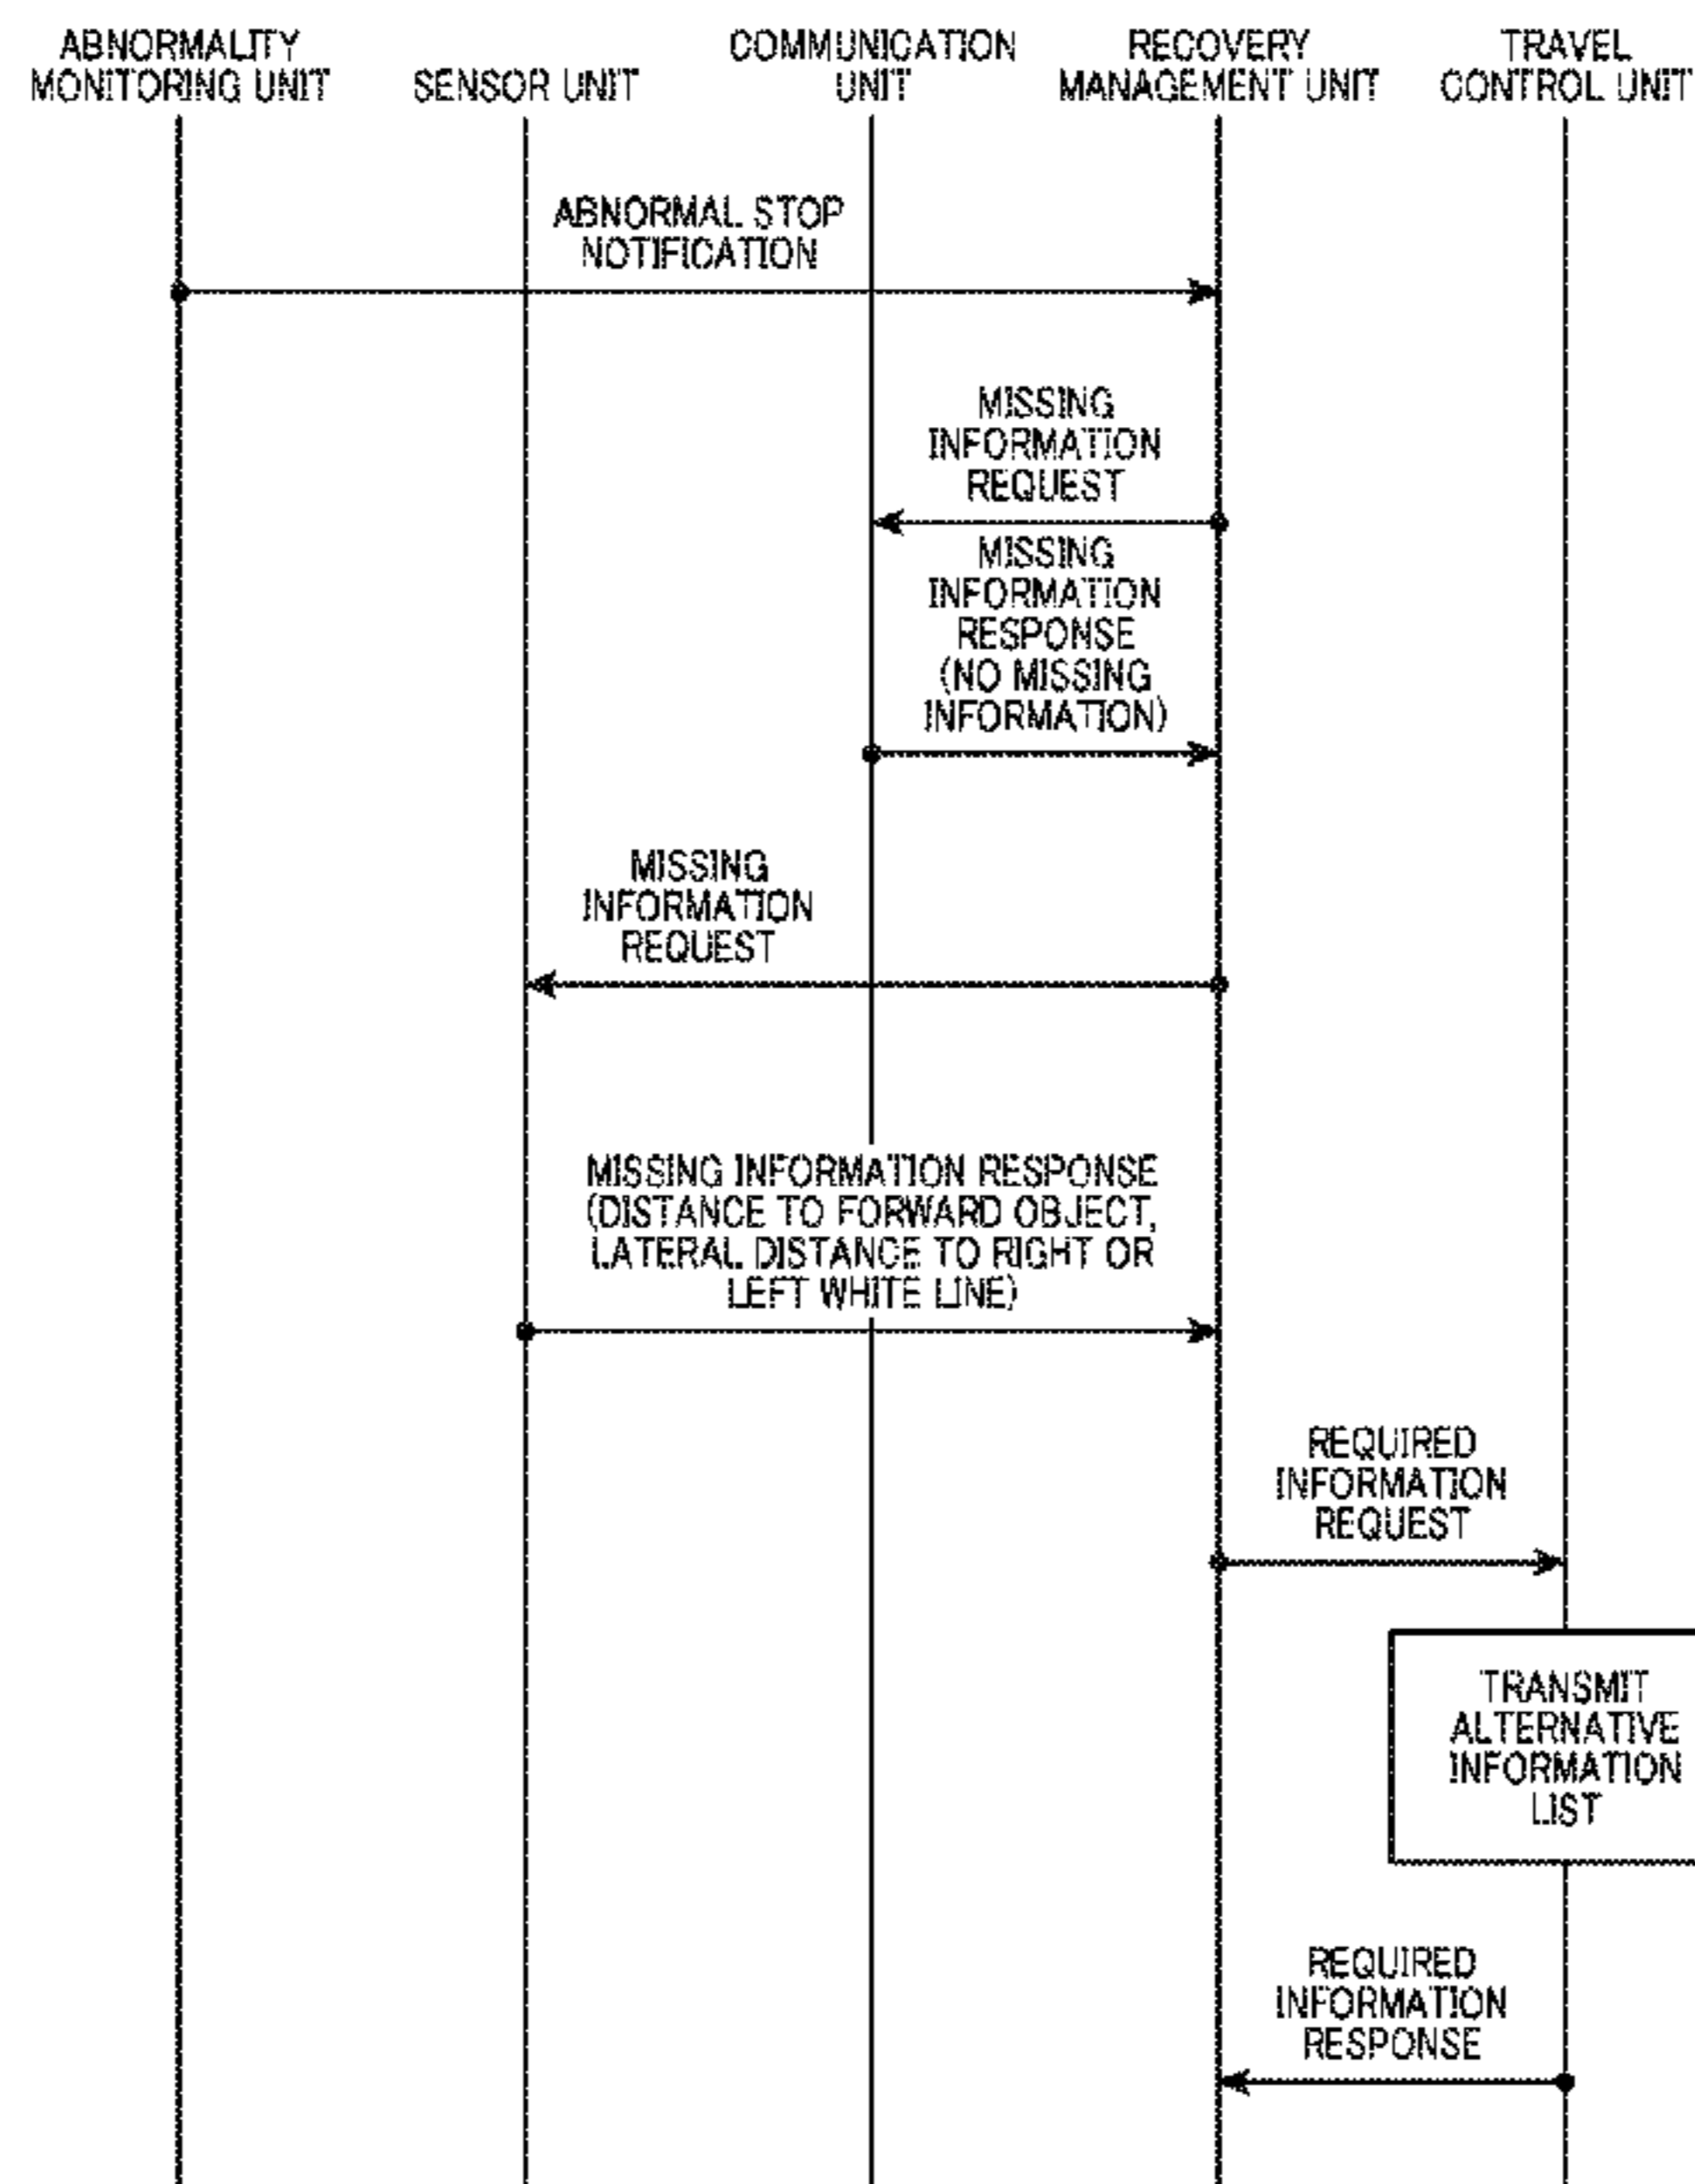 ABNORMALITY
MONITORING UNIT
SENSOR UNIT
COMMUNICATION
UNIT
RECOVERY
MANAGEMENT UNIT
TRAVEL
CONTROL UNIT
ABNORMAL STOP
NOTIFICATION
MISSING
INFORMATION
REQUEST
MISSING
INFORMATION
RESPONSE
(NO MISSING
INFORMATION)
MISSING
INFORMATION
REQUEST
MISSING INFORMATION RESPONSE
(DISTANCE TO FORWARD OBJECT,
LATERAL DISTANCE TO RIGHT OR
LEFT WHITE LINE)
REQUIRED
INFORMATION
REQUEST
TRANSMIT
ALTERNATIVE
INFORMATION
LIST
REQUIRED
INFORMATION
RESPONSE